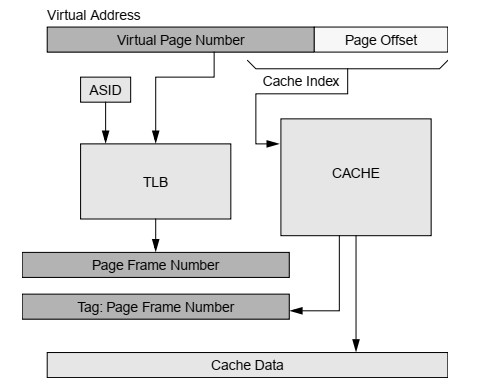 Virtual Address
Virtual Page Number
Page Offset
ASID
Cache Index
TLB
CACHE
Page Frame Number
Tag: Page Frame Number
Cache Data